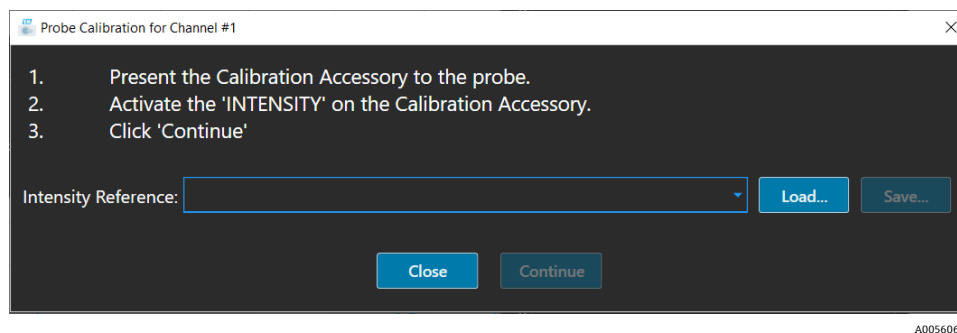 Probe Calibration for Channel #1
1. Present the Calibration Accessory to the probe.
2. Activate the 'INTENSITY' on the Calibration Accessory.
3. Click 'Continue'
Intensity Reference: Load... Save...
Close Continue
A005606